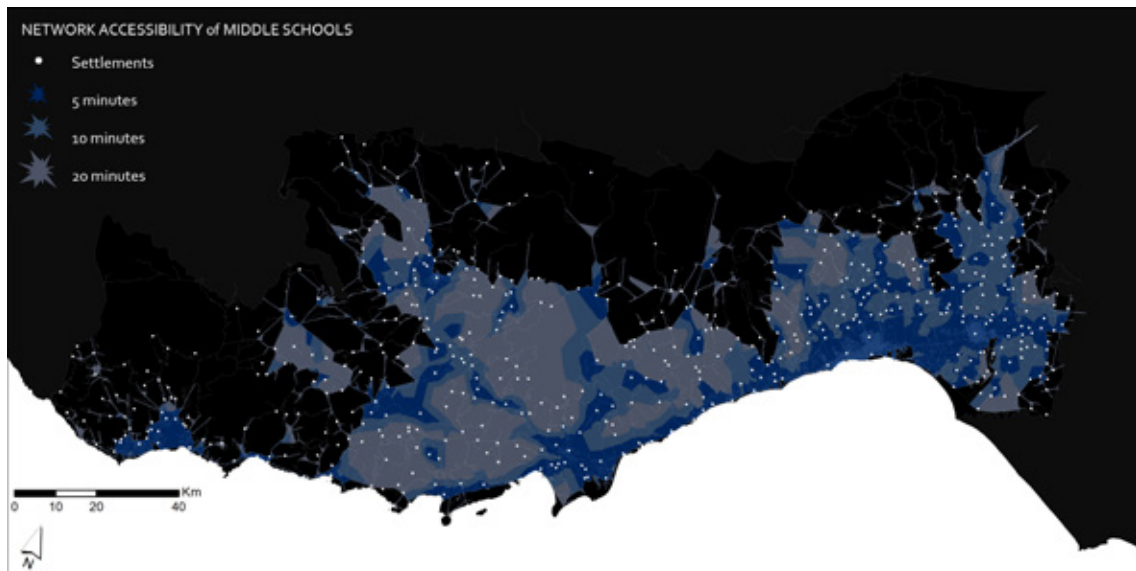 NETWORK ACCESSIBILITY of MIDDLE SCHOOLS
Settlements
5 minutes
10 minutes
20 minutes
Km
0 10 20 40
N